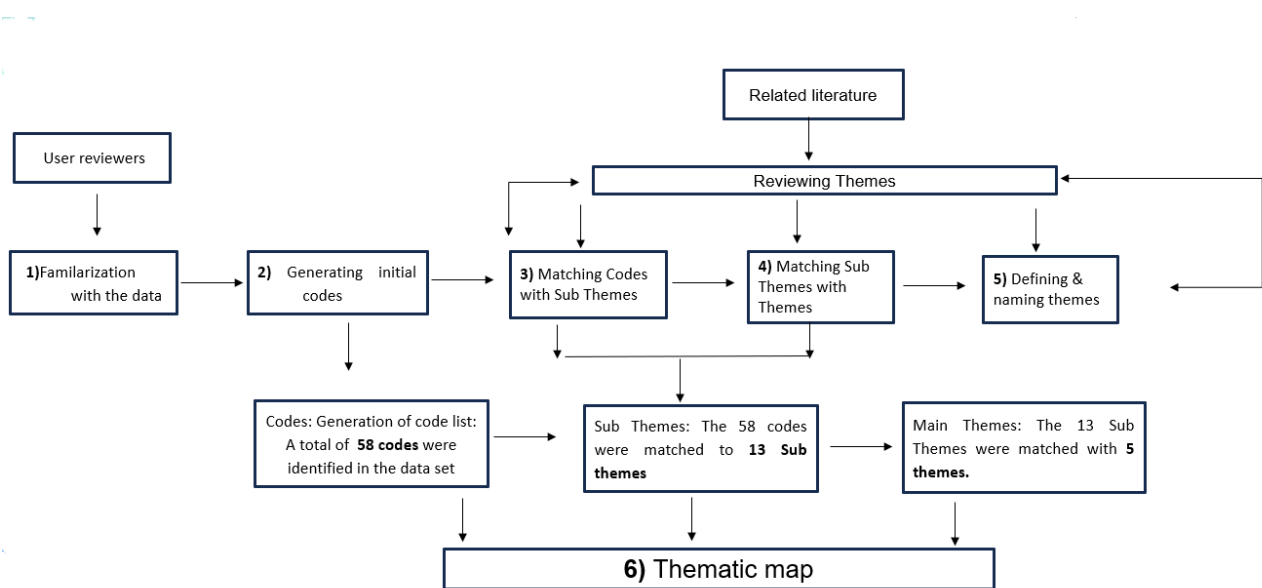 Related literature
User reviewers
Reviewing Themes
1)Familarization
with the data
2) Generating initial
codes
3) Matching Codes
with Sub Themes
4) Matching Sub
Themes with
Themes
5) Defining &
naming themes
Codes: Generation of code list:
A total of 58 codes were
identified in the data set
Sub Themes: The 58 codes
were matched to 13 Sub
themes
Main Themes: The 13 Sub
Themes were matched with 5
themes.
6) Thematic map